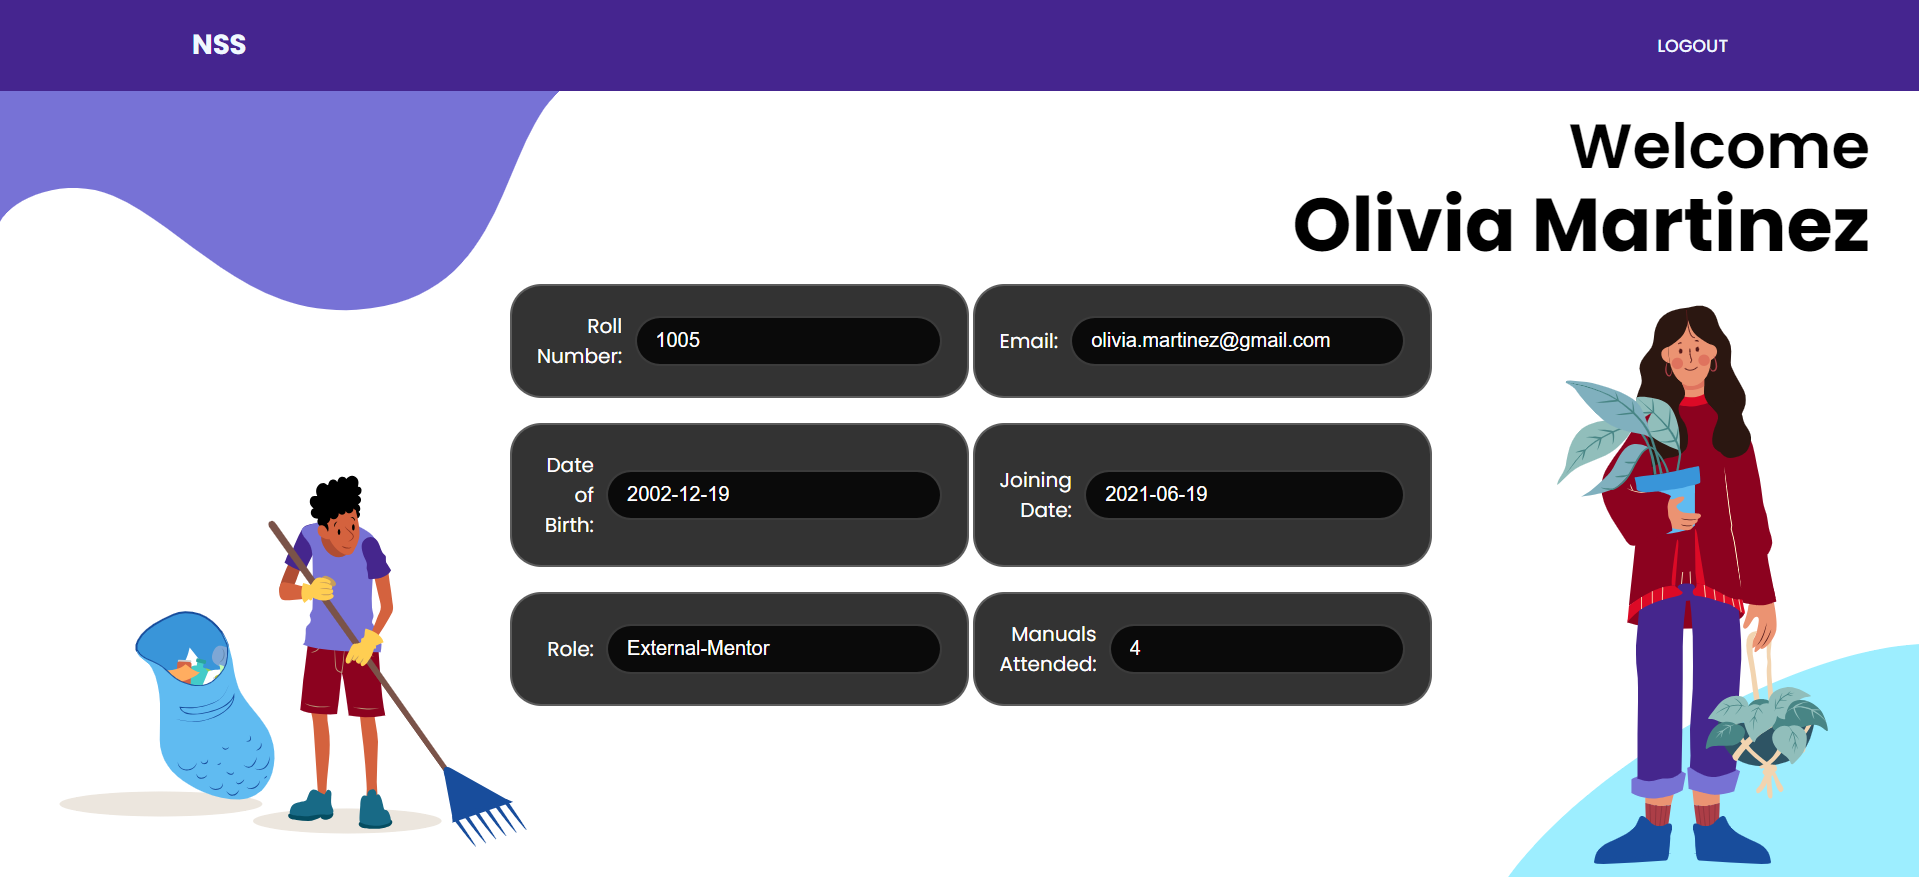 NSS
LOGOUT
Welcome
Olivia Martinez
Roll
Number:
1005
Email:
olivia.martinez@gmail.com
Date
of
Birth:
2002-12-19
Joining
Date:
2021-06-19
Role:
External-Mentor
Manuals
Attended:
4